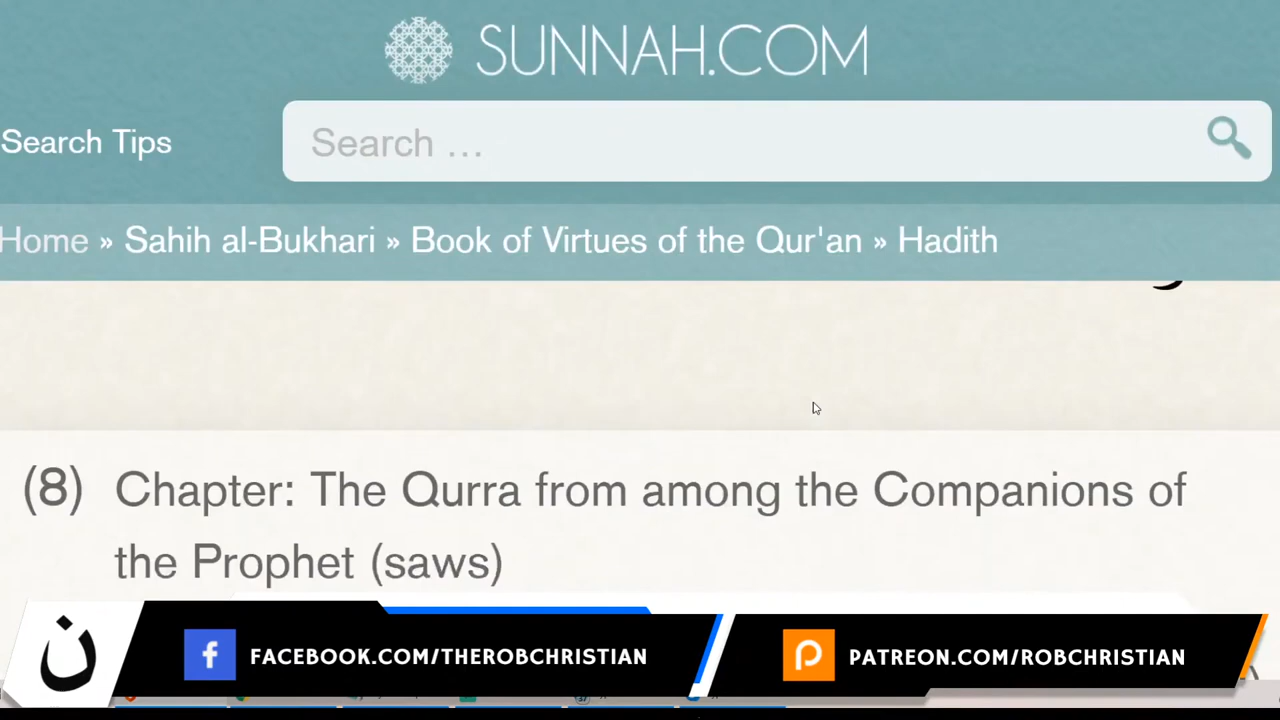 SUNNAH.COM
Search Tips
Search ...
Home » Sahih al-Bukhari » Book of Virtues of the Qur'an » Hadith
(8) Chapter: The Qurra from among the Companions of
the Prophet (saws)
ن
f FACEBOOK.COM/THEROBCHRISTIAN
PATREON.COM/ROBCHRISTIAN